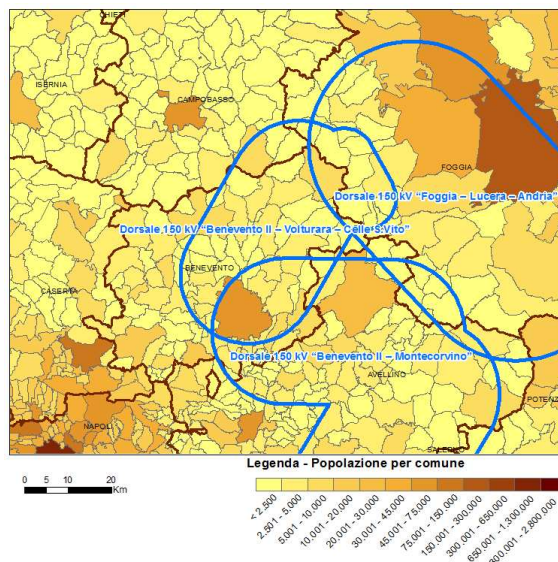 CHIETI
ISERNIA
CAMPOBASSO
FOGGIA
Dorsale 150 kV "Foggia – Lucera – Andria"
Dorsale 150 kV "Benevento II – Volturara – Celle S.Vito"
BENEVENTO
CASERTA
Dorsale 150 kV "Benevento II – Montecorvino"
AVELLINO
POTENZ
NAPOLI
SALERNO
Legenda - Popolazione per comune
0 5 10 20
Km
< 2.500
2.501 - 5.000
5.001 - 10.000
10.001 - 20.000
20.001 - 30.000
30.001 - 45.000
45.001 - 75.000
75.001 - 150.000
150.001 - 300.000
300.001 - 650.000
650.001 - 1.300.000
300.001 - 2.800.000